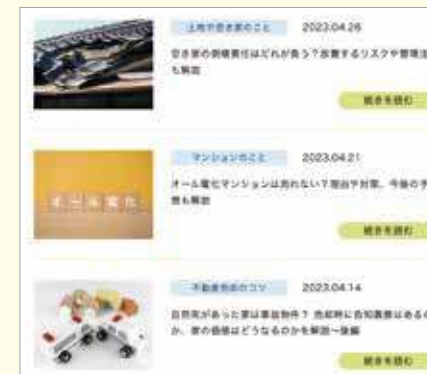 土地や空き家のこと 2023.04.26
空き家の倒壊責任はだれが負う？放置するリスクや管理法
も解説
続きを読む
オール電化
マンションのこと 2023.04.21
オール電化マンションは売れない？理由や対策、今後の予
想も解説
続きを読む
不動産売却のコツ 2023.04.14
自然死があった家は事故物件？ 売却時に告知義務はあるの
か、家の価値はどうなるのかを解説～後編
続きを読む